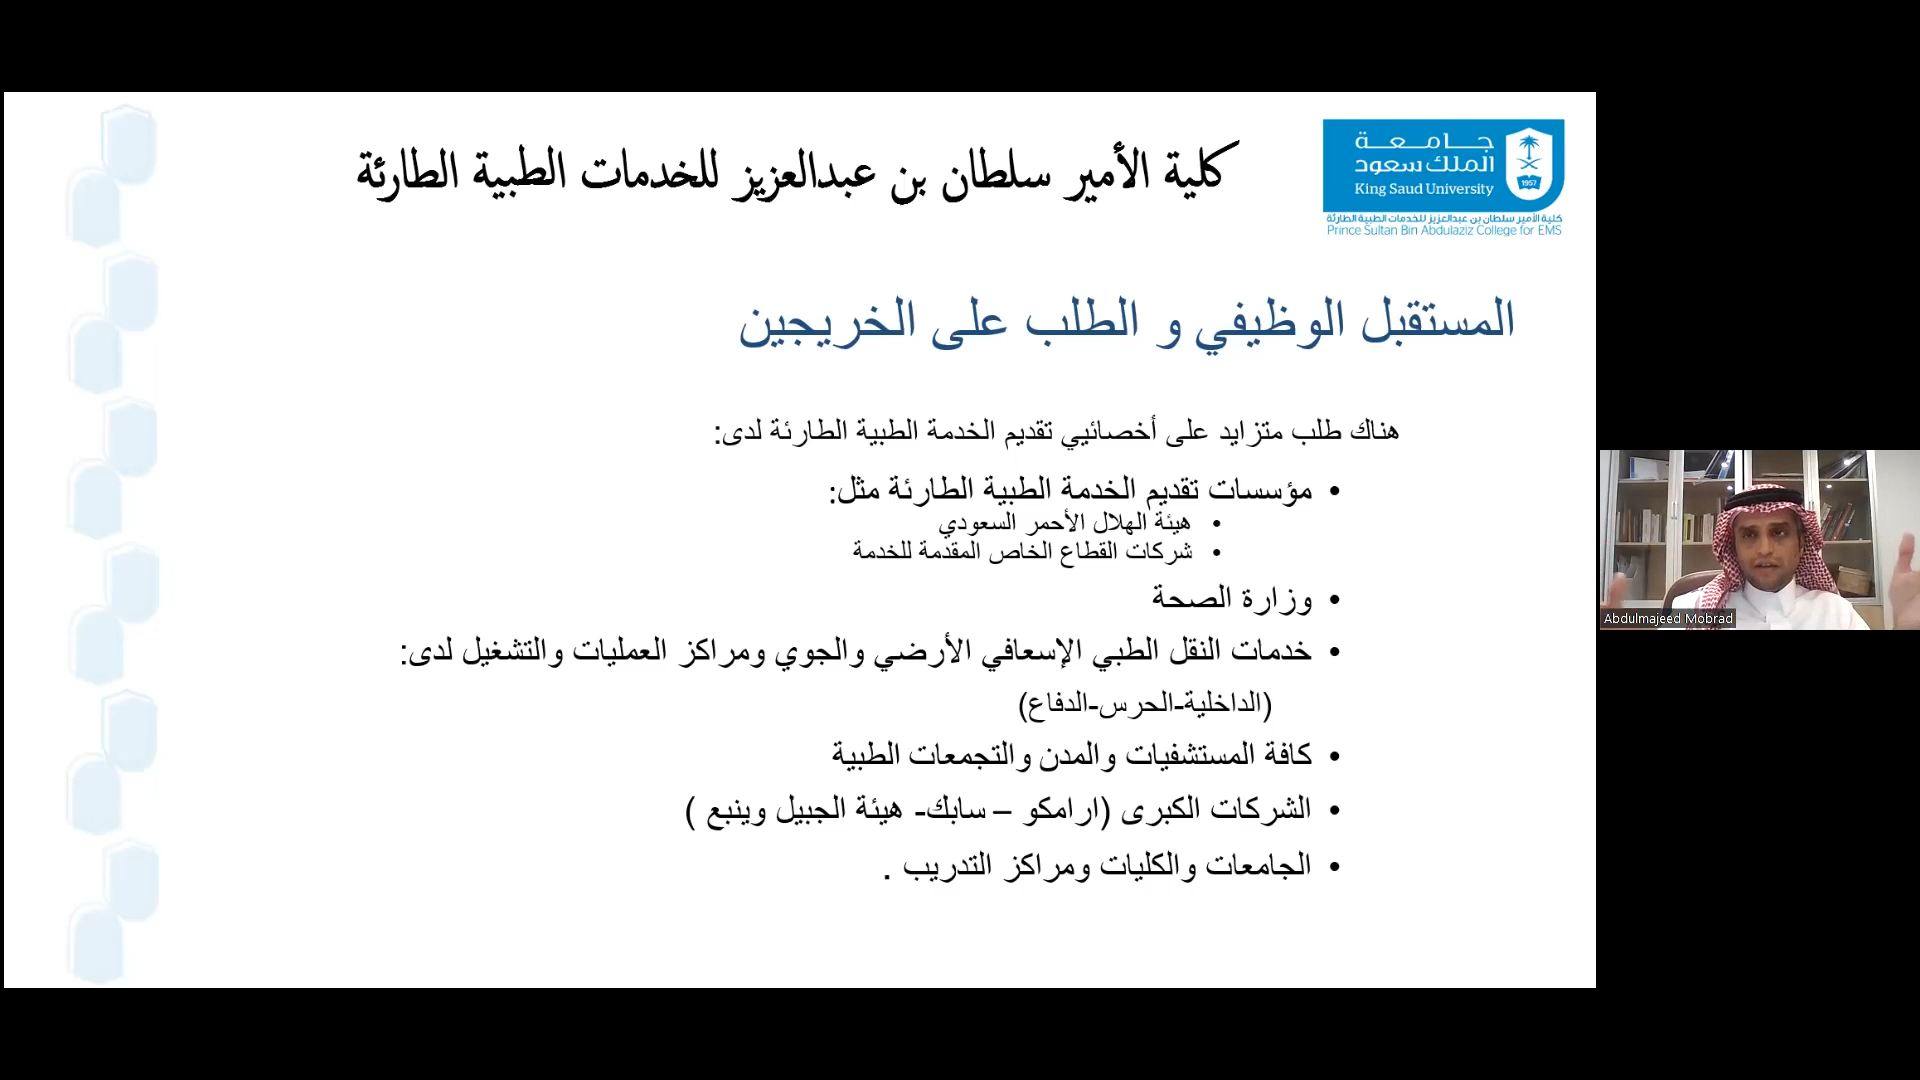 كلية الأمير سلطان بن عبدالعزيز للخدمات الطبية الطارئة
جامعة
الملك سعود
King Saud University
1957
كلية الأمير سلطان بن عبدالعزيز للخدمات الطبية الطارئة
Prince Sultan Bin Abdulaziz College for EMS
المستقبل الوظيفي و الطلب على الخريجين
هناك طلب متزايد على أخصائيي تقديم الخدمة الطبية الطارئة لدى:
• مؤسسات تقديم الخدمة الطبية الطارئة مثل:
• هيئة الهلال الأحمر السعودي
• شركات القطاع الخاص المقدمة للخدمة
• وزارة الصحة
• خدمات النقل الطبي الإسعافي الأرضي والجوي ومراكز العمليات والتشغيل لدى:
(الداخلية-الحرس-الدفاع)
• كافة المستشفيات والمدن والتجمعات الطبية
• الشركات الكبرى (ارامكو – سابك- هيئة الجبيل وينبع )
• الجامعات والكليات ومراكز التدريب .
Abdulmajeed Mobrad